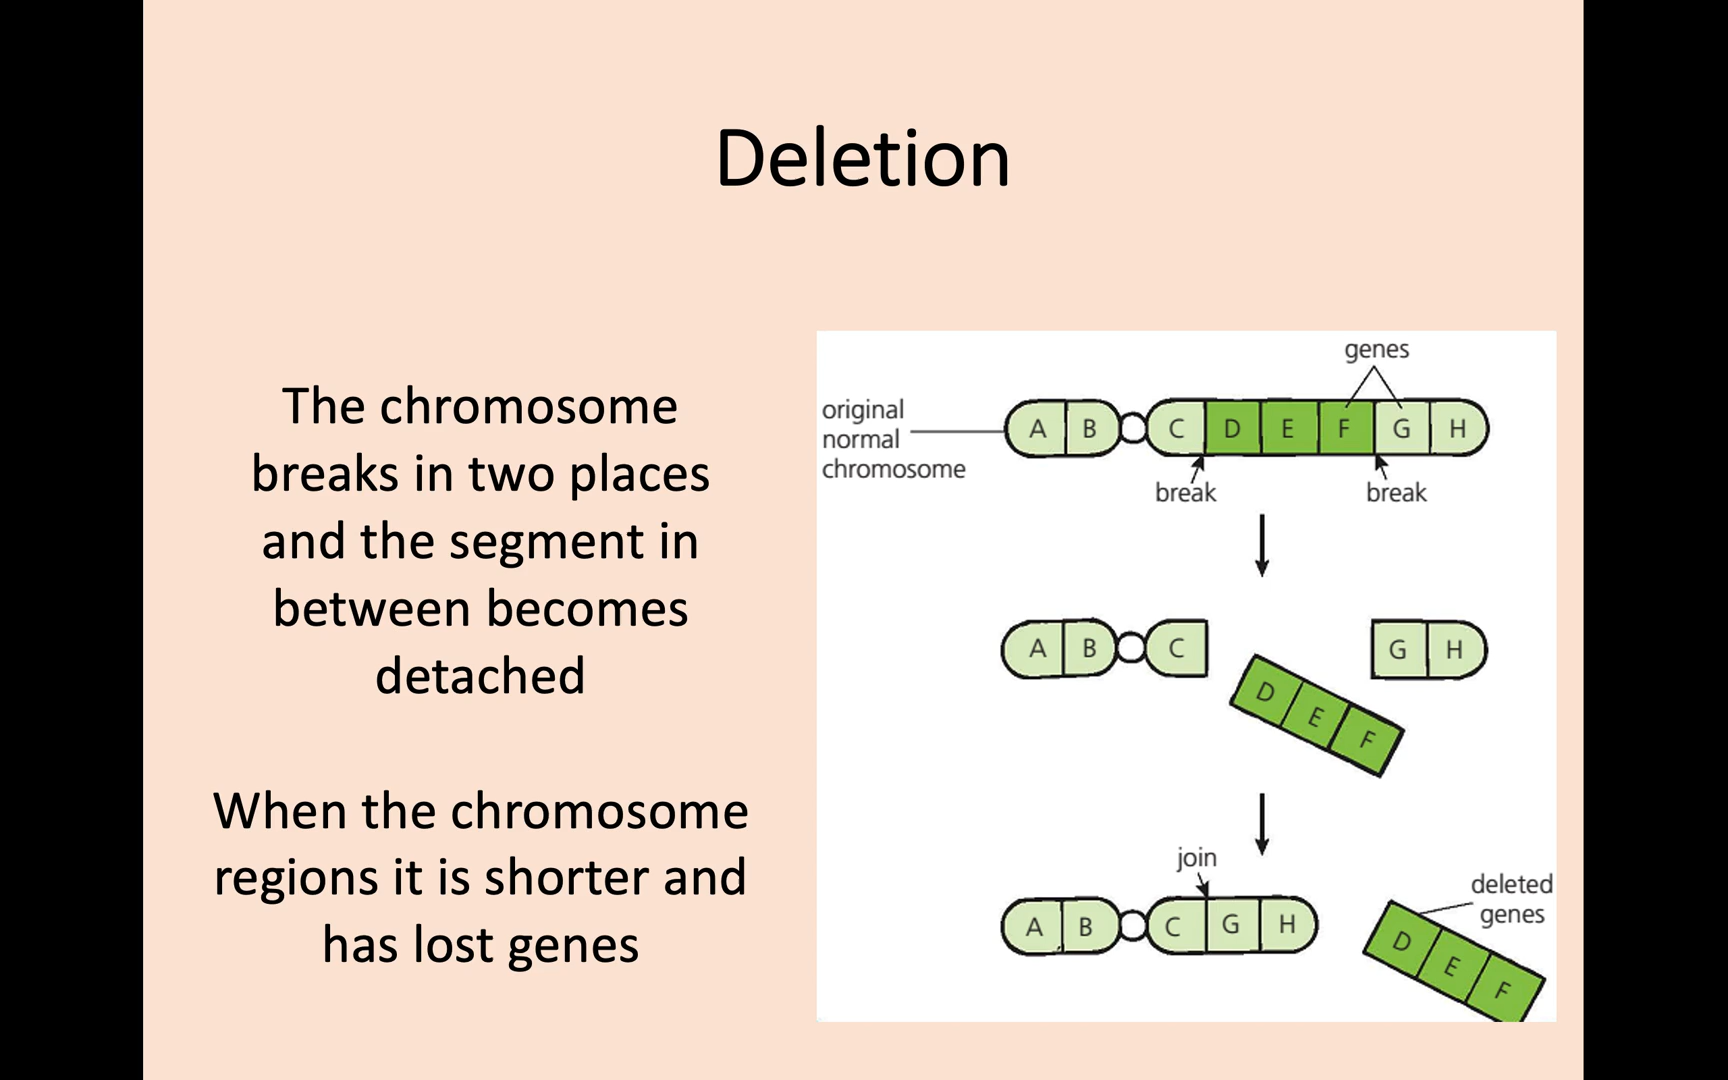 Deletion
The chromosome
breaks in two places
and the segment in
between becomes
detached
When the chromosome
regions it is shorter and
has lost genes
genes
original
normal
chromosome
A B C D E F G H
break break
A B C G H
D E F
join
A B C G H
deleted
genes
D E F